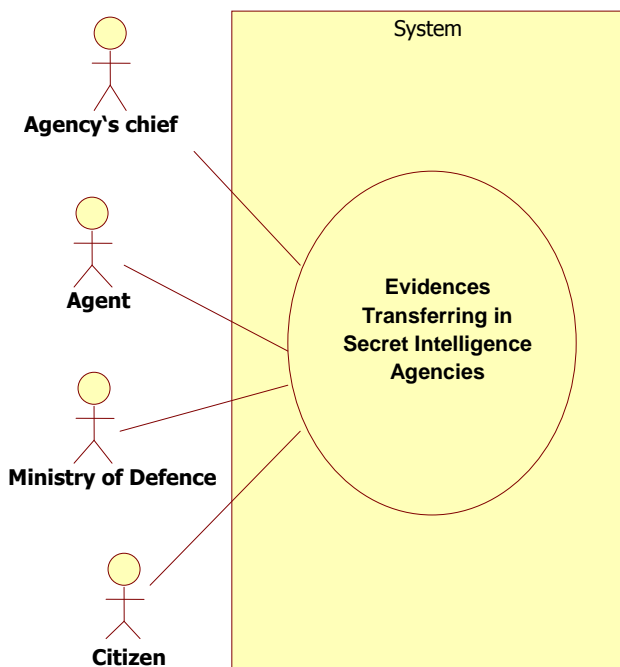 System
Agency‘s chief
Agent
Ministry of Defence
Citizen
Evidences
Transferring in
Secret Intelligence
Agencies